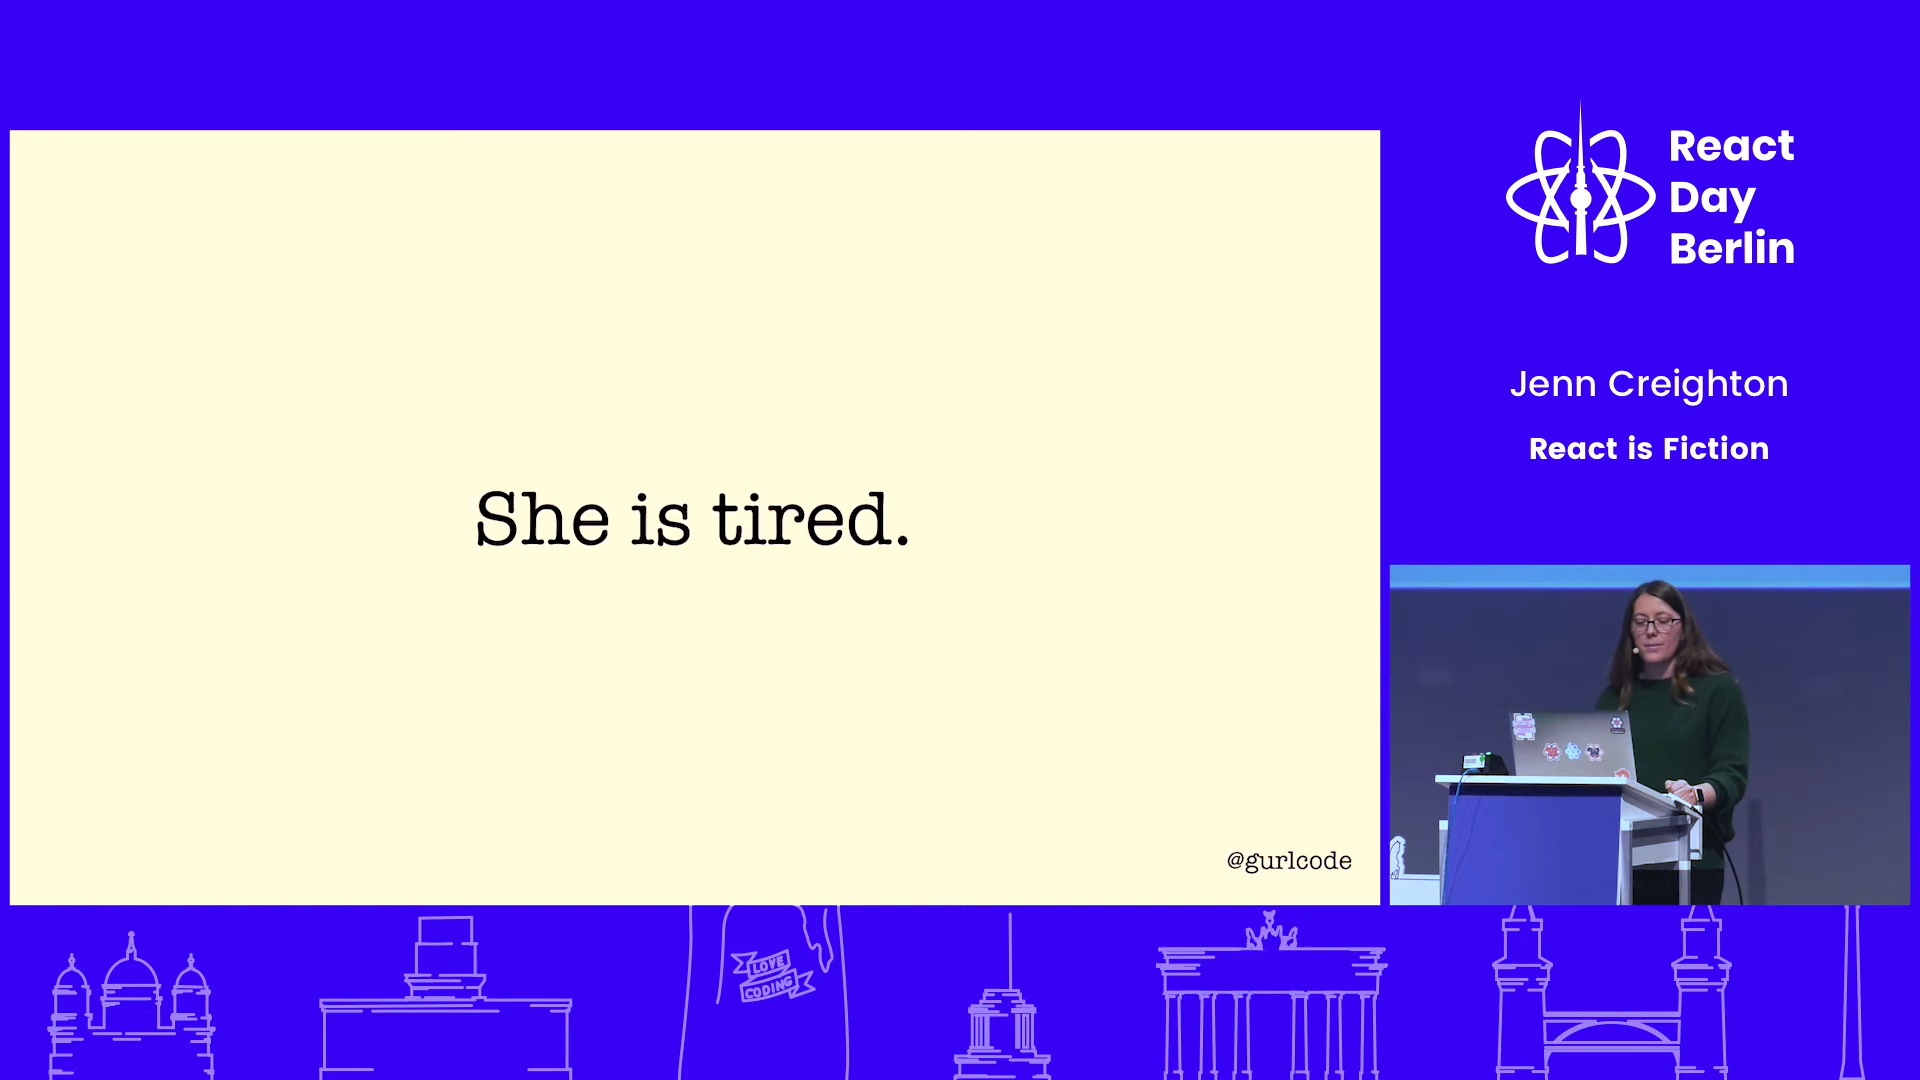 She is tired.
@gurlcode
React
Day
Berlin
Jenn Creighton
React is Fiction
LOVE
CODING